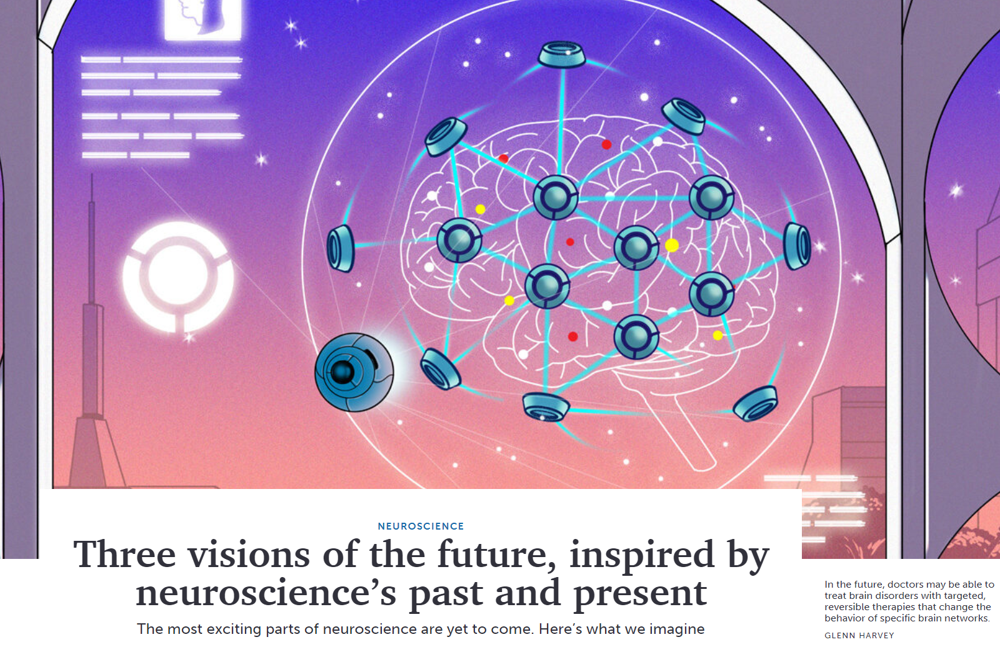 NEUROSCIENCE
Three visions of the future, inspired by
neuroscience’s past and present
The most exciting parts of neuroscience are yet to come. Here’s what we imagine
In the future, doctors may be able to
treat brain disorders with targeted,
reversible therapies that change the
behavior of specific brain networks.
GLENN HARVEY